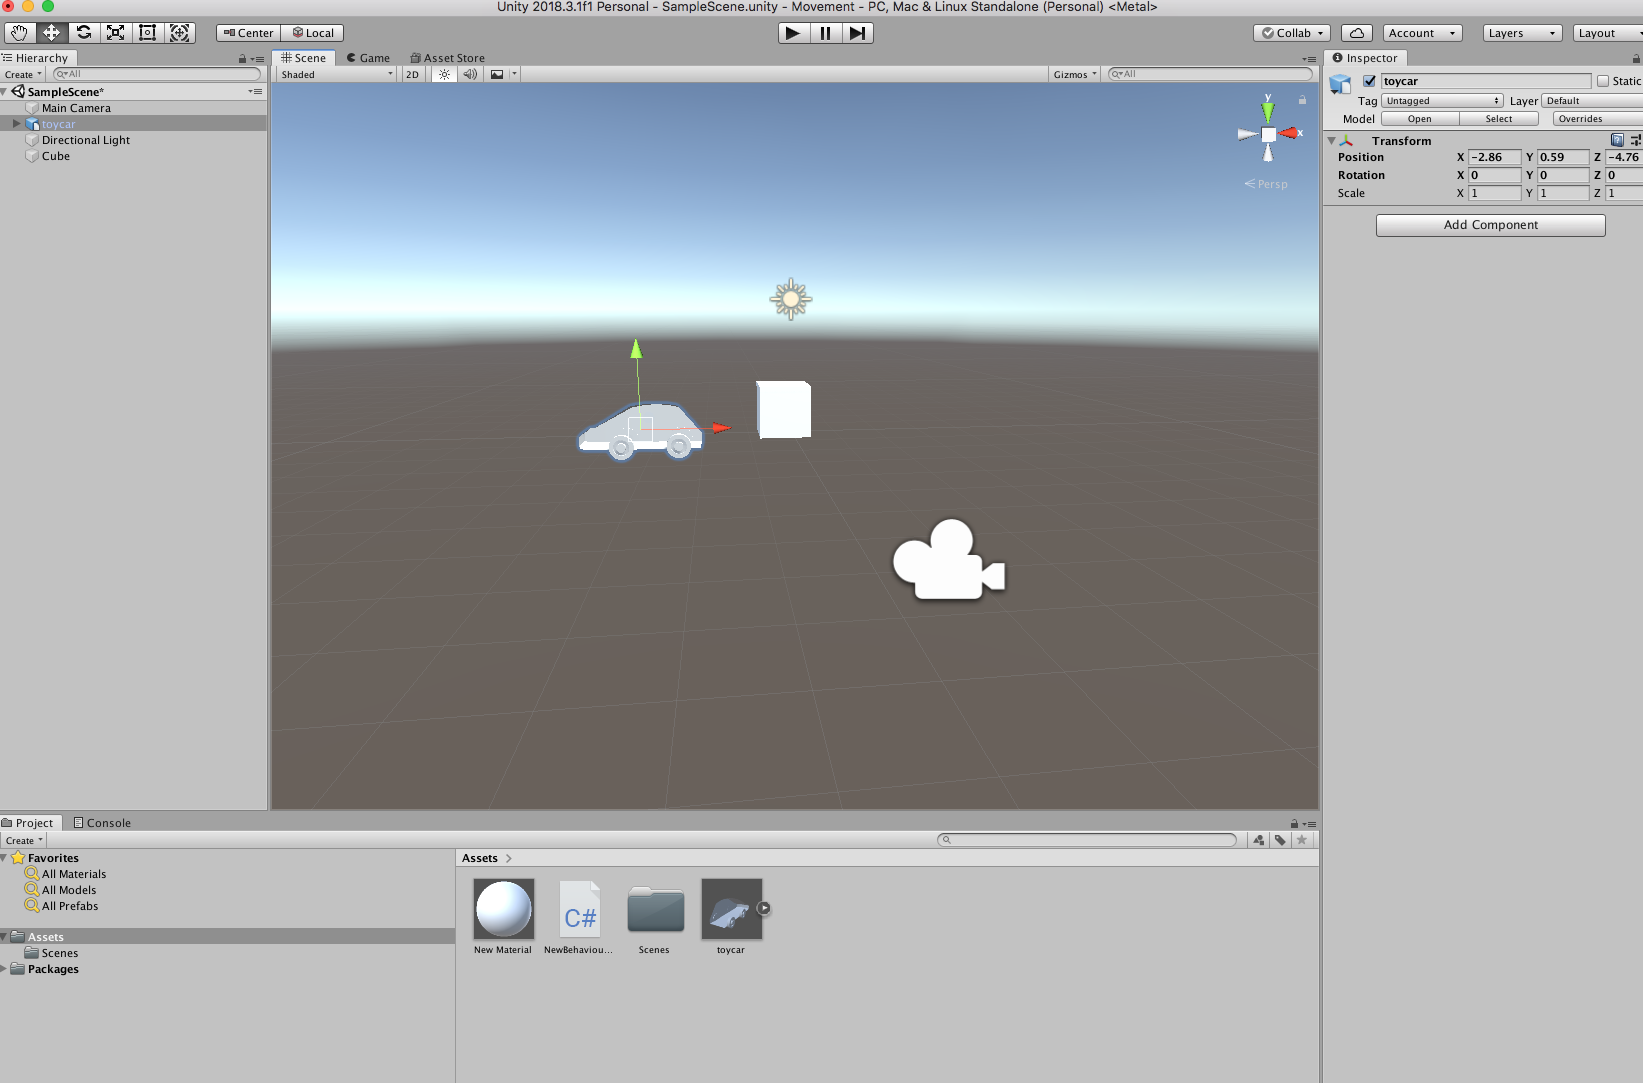 Unity 2018.3.1f1 Personal - SampleScene.unity - Movement - PC, Mac & Linux Standalone (Personal) <Metal>
Center Local Collab Account Layers Layout
Hierarchy
Create All
SampleScene*
Main Camera
toycar
Directional Light
Cube
Scene Game Asset Store
Shaded 2D Gizmos All
y
x
Persp
Inspector
toycar Static
Tag Untagged Layer Default
Model Open Select Overrides
Transform
Position X -2.86 Y 0.59 Z -4.76
Rotation X 0 Y 0 Z 0
Scale X 1 Y 1 Z 1
Add Component
Project Console
Create
Favorites
All Materials
All Models
All Prefabs
Assets
Scenes
Packages
Assets
C#
New Material NewBehaviou... Scenes toycar